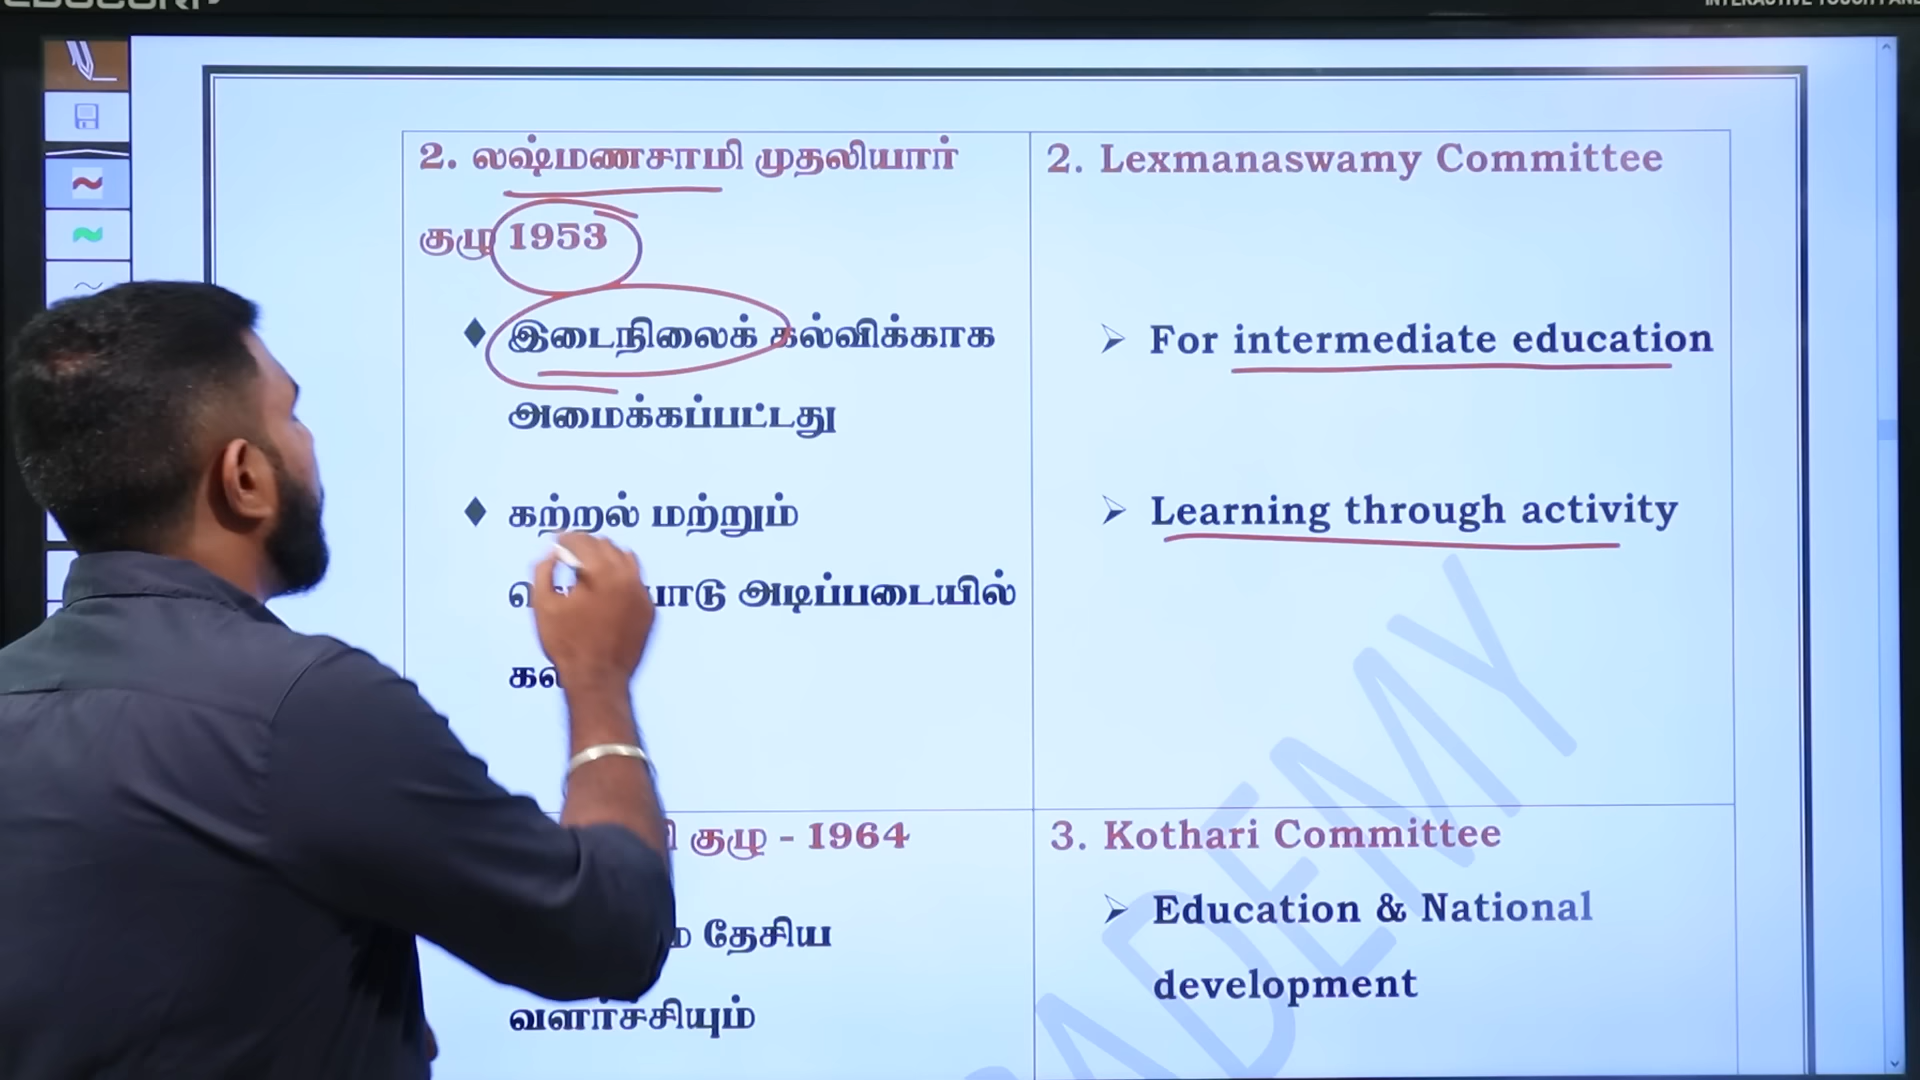 2. லஷ்மணசாமி முதலியார்
குழு 1953
இடைநிலைக் கல்விக்காக
அமைக்கப்பட்டது
கற்றல் மற்றும்
அடிப்படையில்
குழு - 1964
தேசிய
வளர்ச்சியும்
2. Lexmanaswamy Committee
For intermediate education
Learning through activity
3. Kothari Committee
Education & National
development